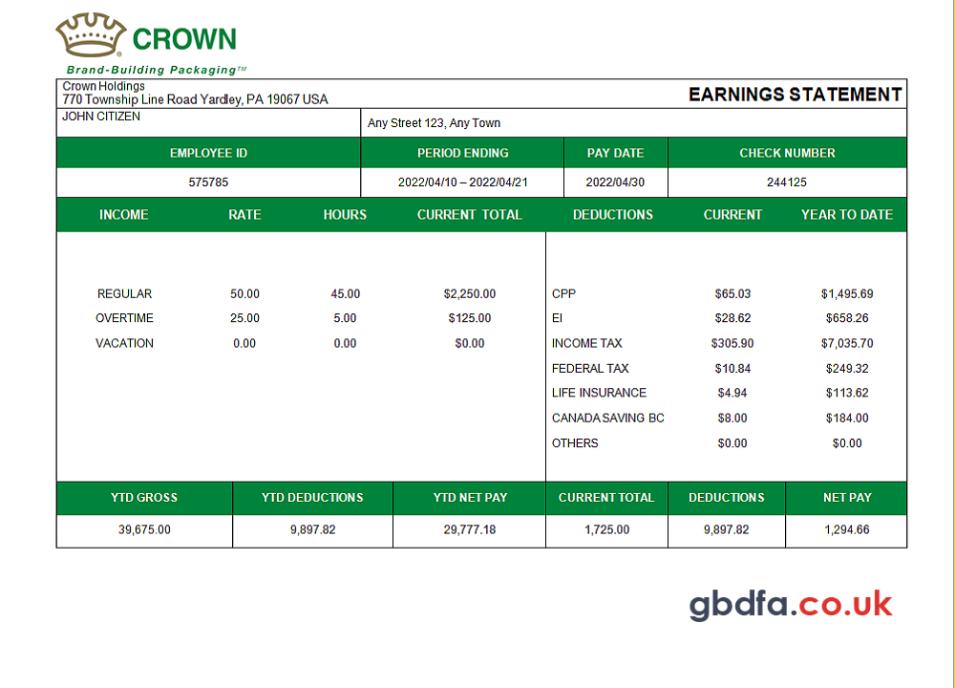 CROWN
Brand-Building Packaging™
Crown Holdings
770 Township Line Road Yardley, PA 19067 USA
EARNINGS STATEMENT
JOHN CITIZEN
Any Street 123, Any Town
EMPLOYEE ID PERIOD ENDING PAY DATE CHECK NUMBER
575785 2022/04/10 – 2022/04/21 2022/04/30 244125
INCOME RATE HOURS CURRENT TOTAL DEDUCTIONS CURRENT YEAR TO DATE
REGULAR 50.00 45.00 $2,250.00 CPP $65.03 $1,495.69
OVERTIME 25.00 5.00 $125.00 EI $28.62 $658.26
VACATION 0.00 0.00 $0.00 INCOME TAX $305.90 $7,035.70
FEDERAL TAX $10.84 $249.32
LIFE INSURANCE $4.94 $113.62
CANADA SAVING BC $8.00 $184.00
OTHERS $0.00 $0.00
YTD GROSS YTD DEDUCTIONS YTD NET PAY CURRENT TOTAL DEDUCTIONS NET PAY
39,675.00 9,897.82 29,777.18 1,725.00 9,897.82 1,294.66
gbdfa.co.uk